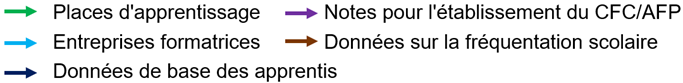 Places d'apprentissage
Notes pour l'établissement du CFC/AFP
Entreprises formatrices
Données sur la fréquentation scolaire
Données de base des apprentis